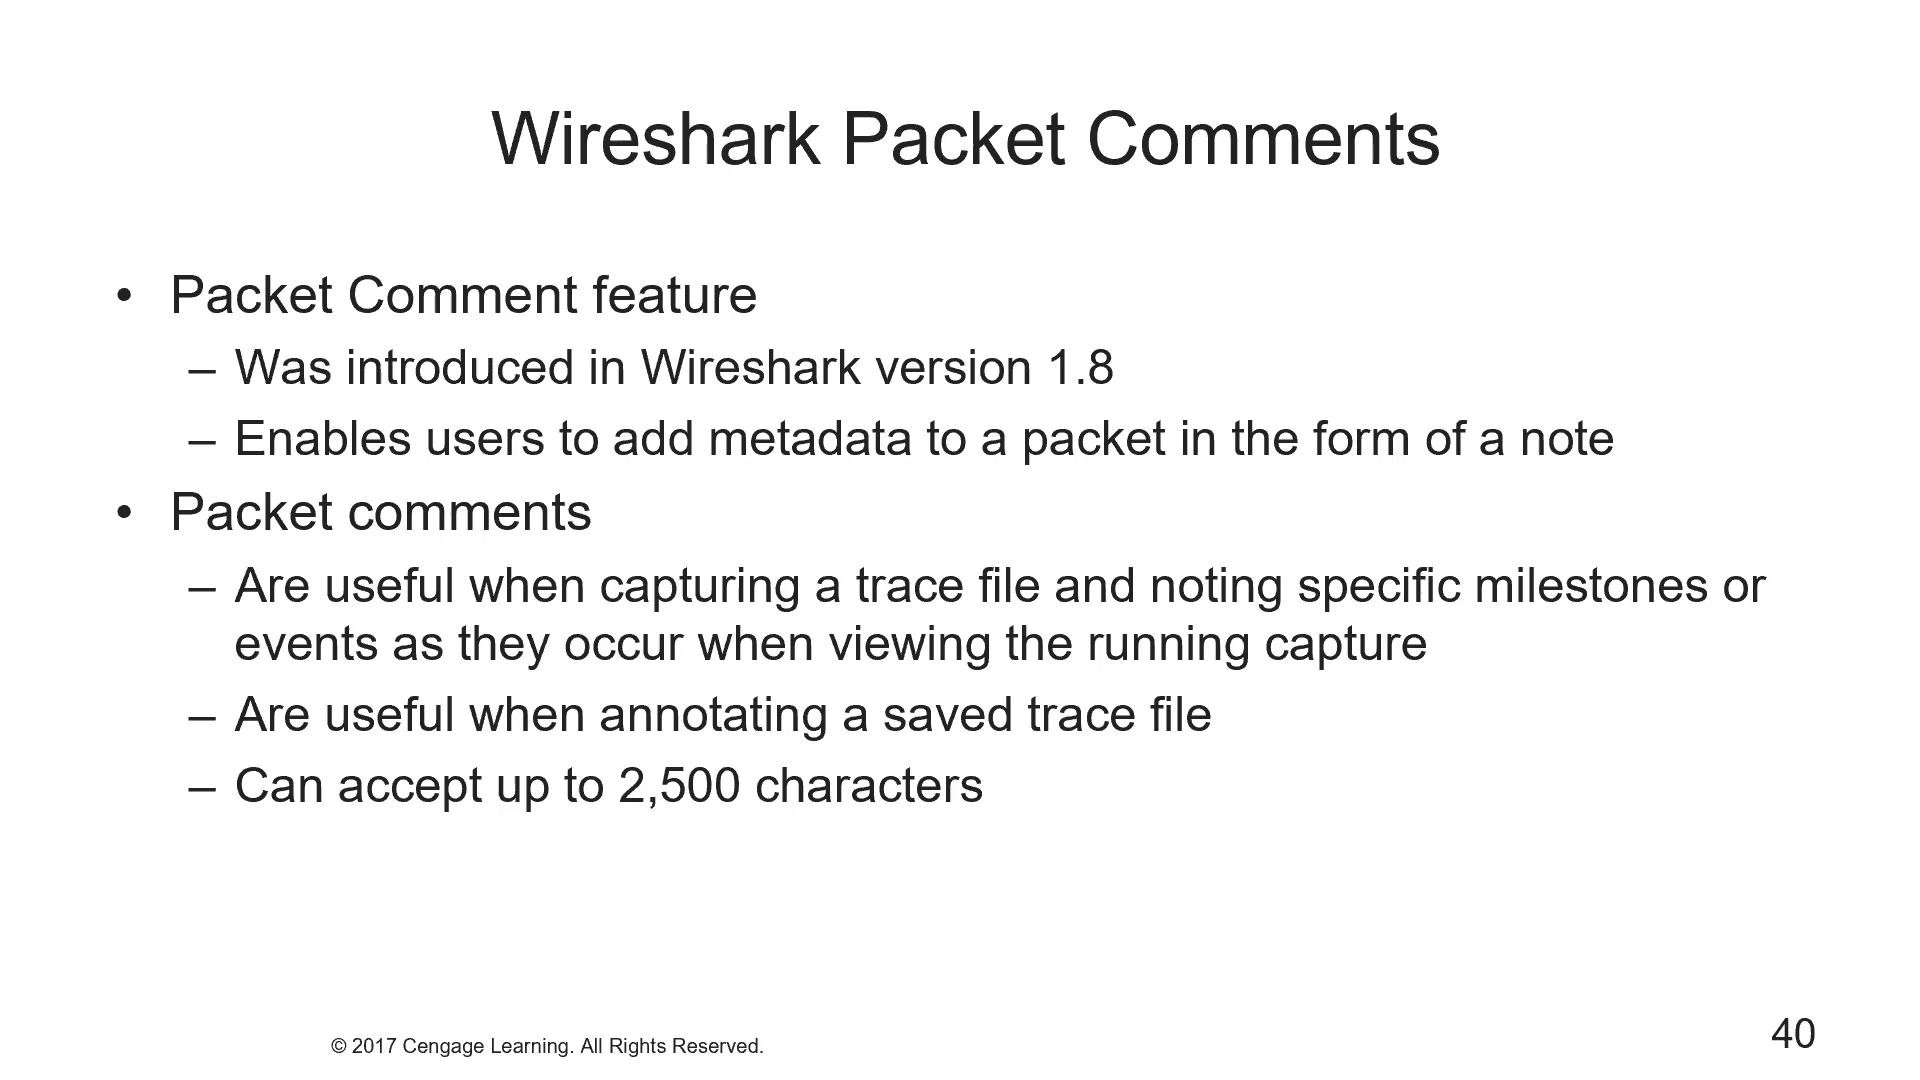 Wireshark Packet Comments
• Packet Comment feature
– Was introduced in Wireshark version 1.8
– Enables users to add metadata to a packet in the form of a note
• Packet comments
– Are useful when capturing a trace file and noting specific milestones or
events as they occur when viewing the running capture
– Are useful when annotating a saved trace file
– Can accept up to 2,500 characters
© 2017 Cengage Learning. All Rights Reserved.
40